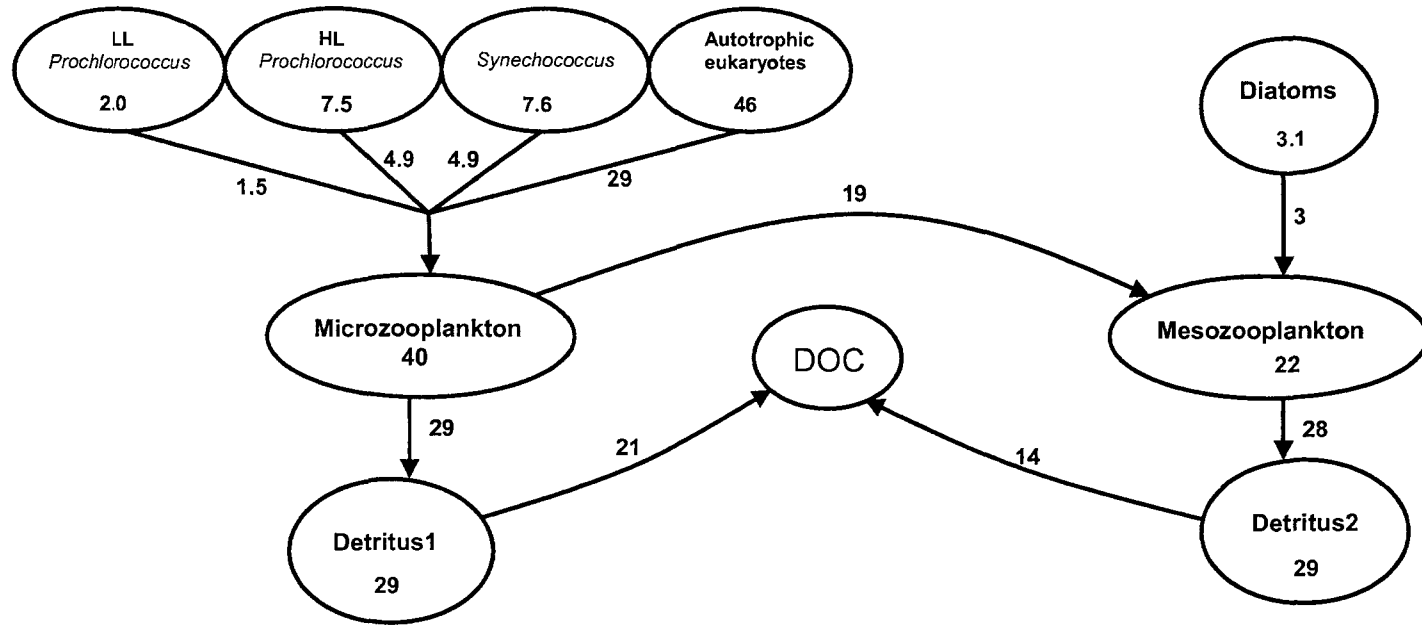 LL
Prochlorococcus
2.0
HL
Prochlorococcus
7.5
Synechococcus
7.6
Autotrophic
eukaryotes
46
Diatoms
3.1
1.5
4.9
4.9
29
19
3
Microzooplankton
40
DOC
Mesozooplankton
22
29
21
14
28
Detritus1
29
Detritus2
29